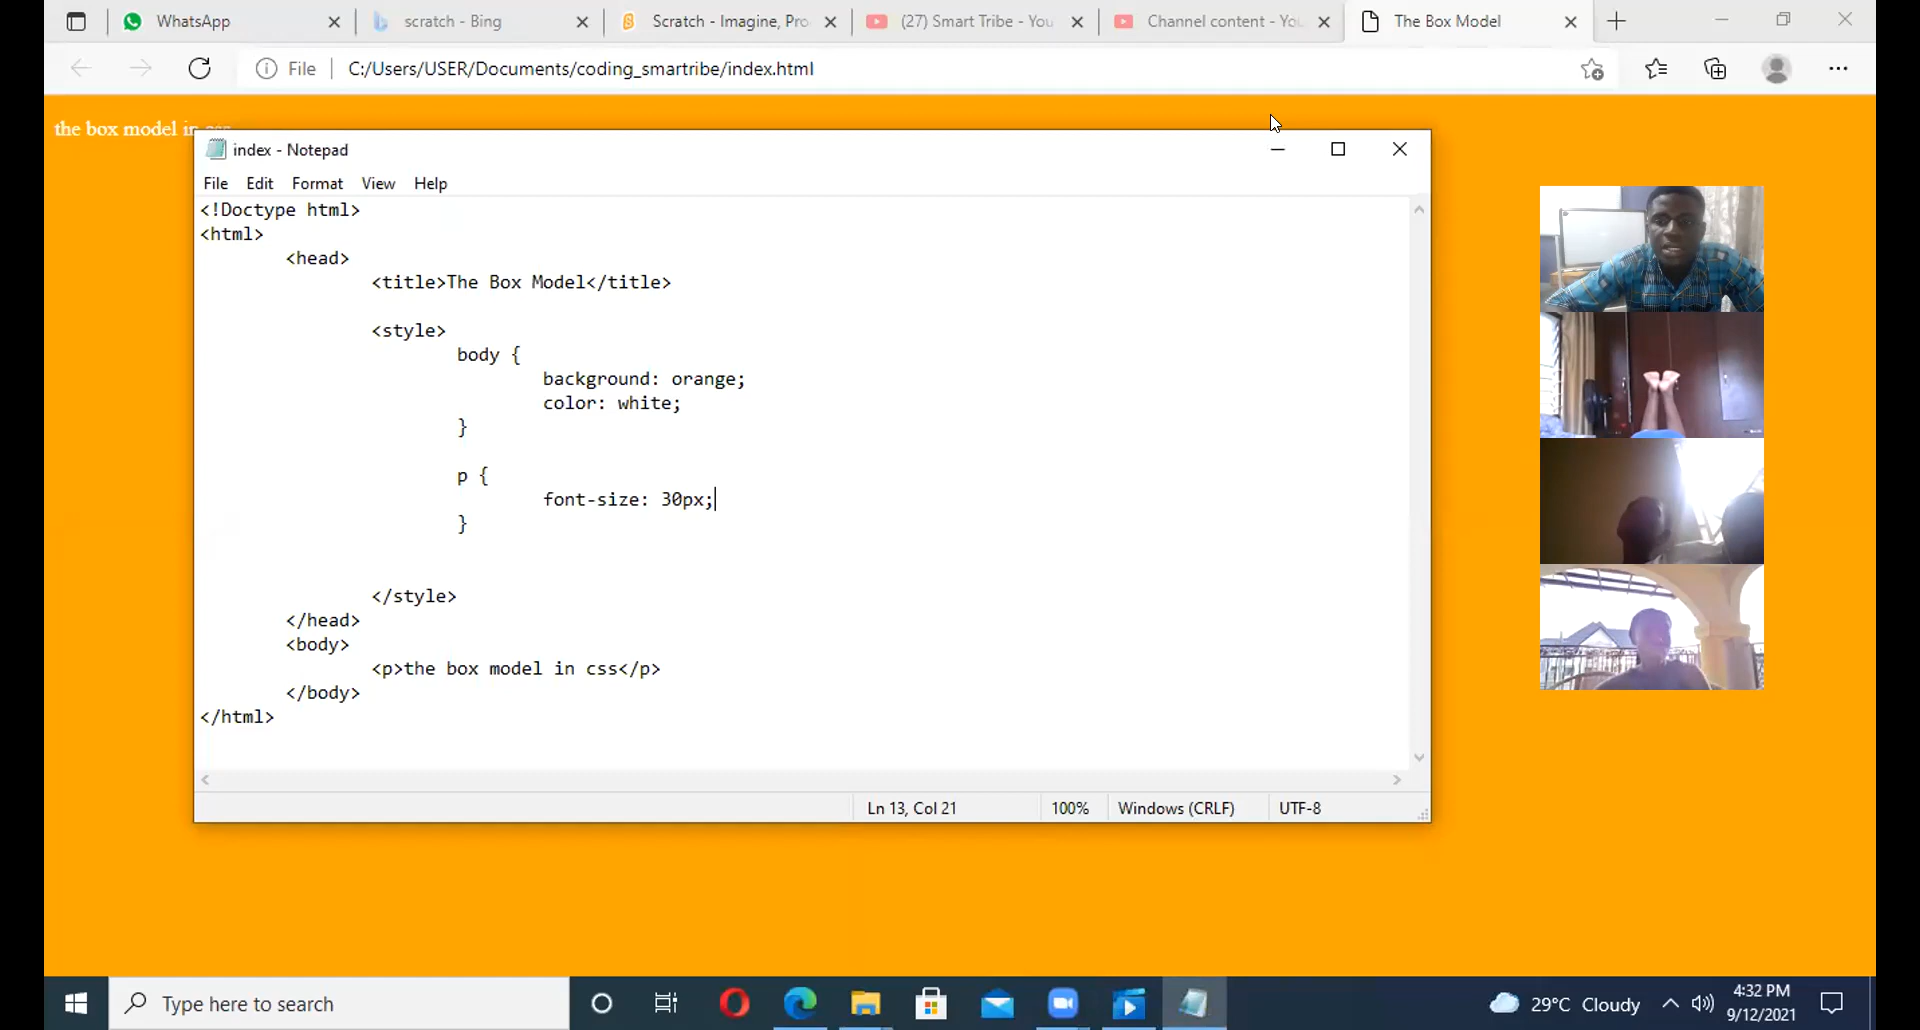 WhatsApp
scratch - Bing
Scratch - Imagine, Pro
(27) Smart Tribe - You
Channel content - You
The Box Model
File
C:/Users/USER/Documents/coding_smartribe/index.html
the box model in css
index - Notepad
File Edit Format View Help
<!Doctype html>
<html>
<head>
<title>The Box Model</title>
<style>
body {
background: orange;
color: white;
}
p {
font-size: 30px;
}
</style>
</head>
<body>
<p>the box model in css</p>
</body>
</html>
Ln 13, Col 21
100%
Windows (CRLF)
UTF-8
Type here to search
29°C Cloudy
4:32 PM
9/12/2021